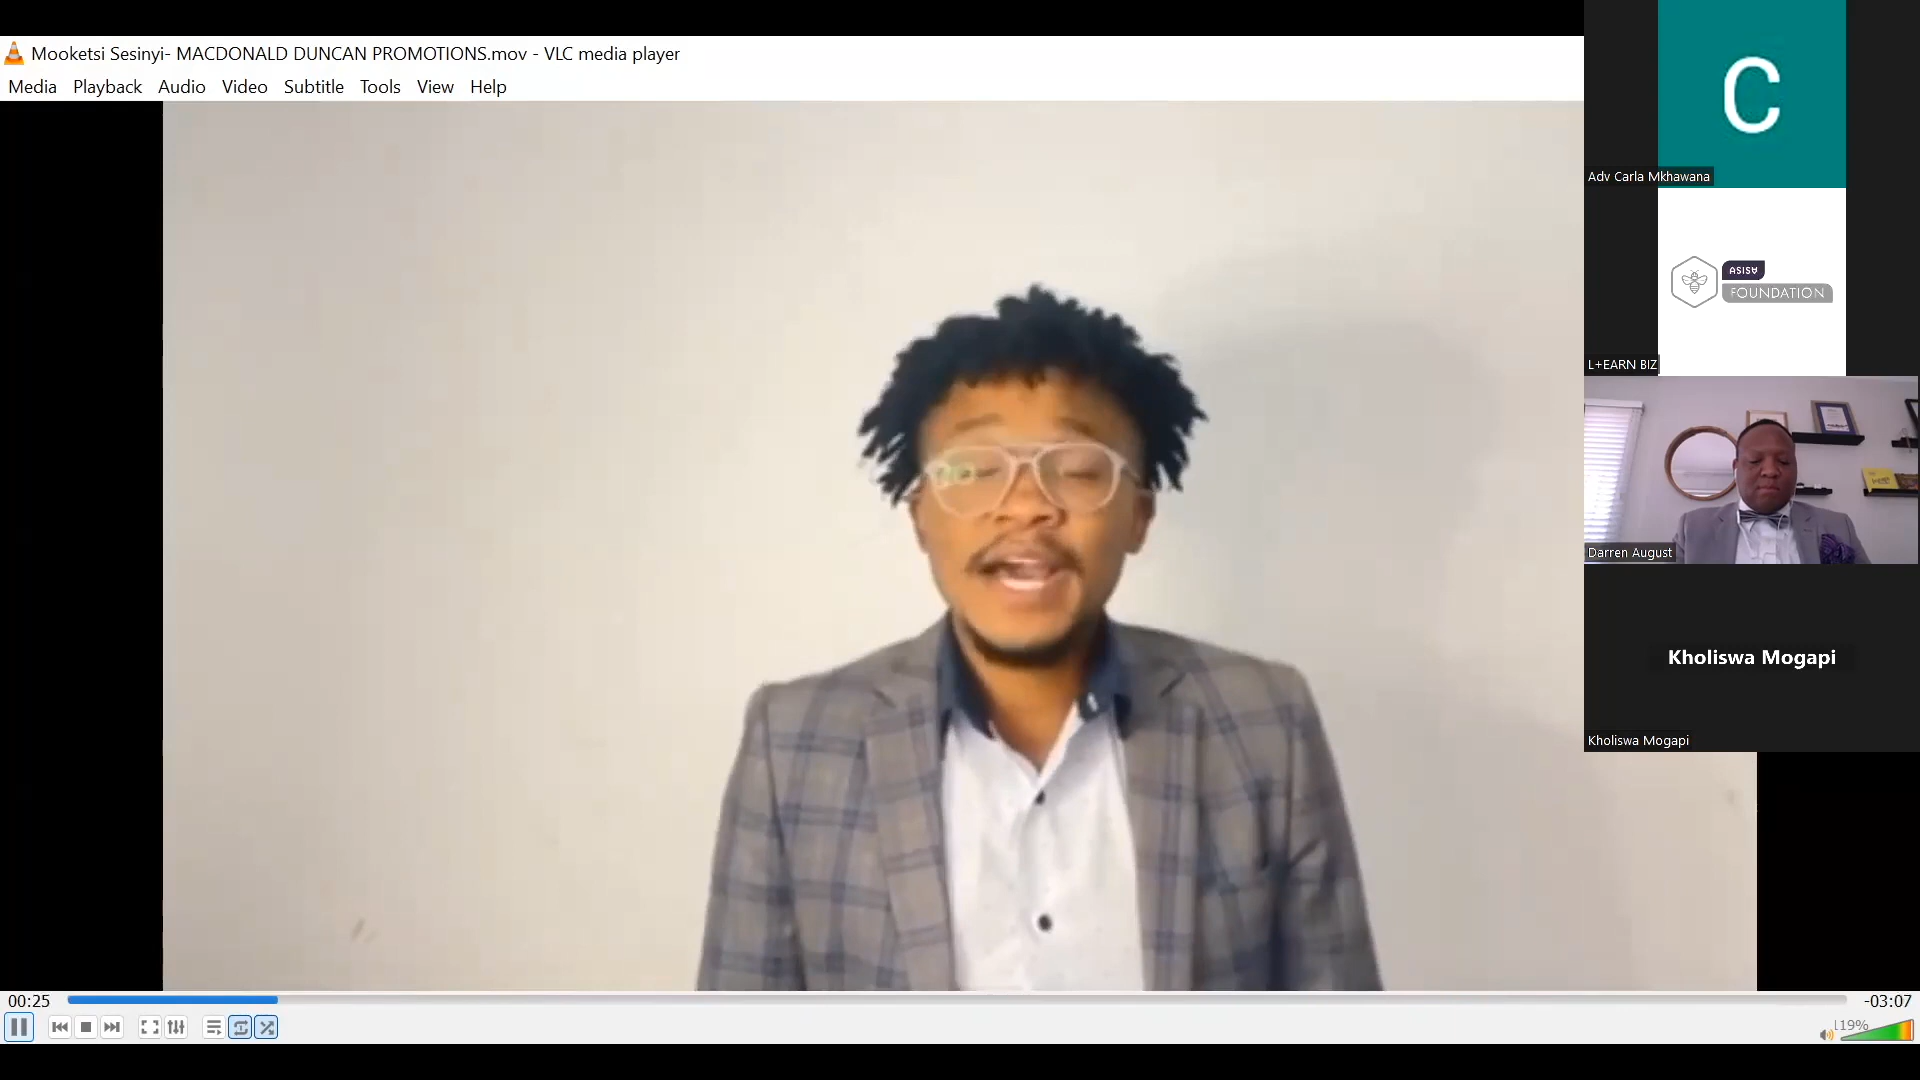 Mooketsi Sesinyi- MACDONALD DUNCAN PROMOTIONS.mov - VLC media player
Media Playback Audio Video Subtitle Tools View Help
C
Adv Carla Mkhawana
ASISA
FOUNDATION
L+EARN BIZ
Darren August
Kholiswa Mogapi
Kholiswa Mogapi
00:25
-03:07
119%